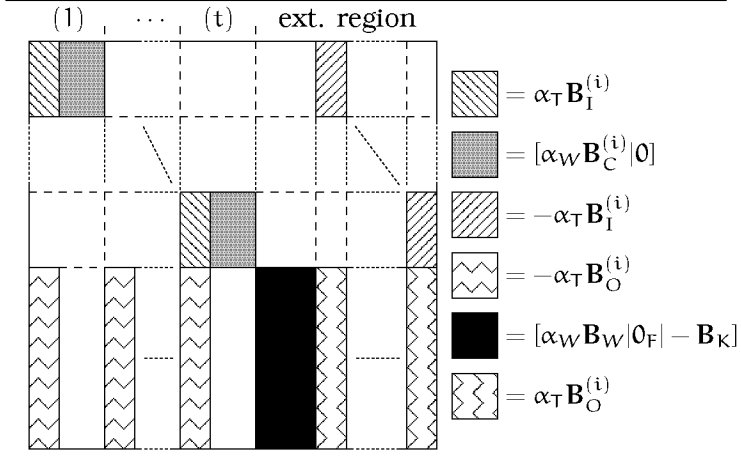 (1) ··· (t) ext. region
= α_T B_I^(i)
= [α_W B_C^(i)|0]
= −α_T B_I^(i)
= −α_T B_O^(i)
= [α_W B_W|0_F| − B_K]
= α_T B_O^(i)